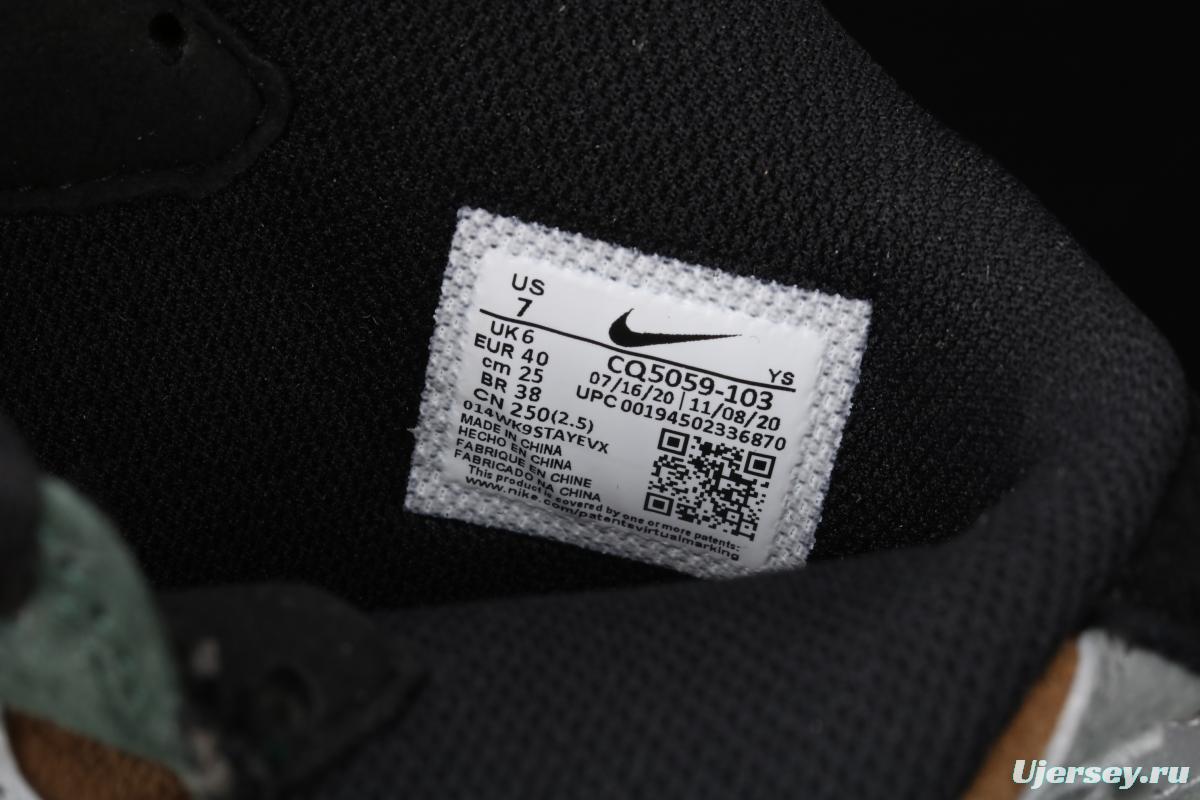 US
7
UK 6
EUR 40
cm 25
BR 38
CN 250(2.5)
YS
CQ5059-103
07/16/20 | 11/08/20
UPC 00194502336870
014WK9STAYEVX
MADE IN CHINA
HECHO EN CHINA
FABRIQUE EN CHINE
FABRICADO NA CHINA
This product is covered by one or more patents:
www.nike.com/patentsvirtualmarking
Ujersey.ru